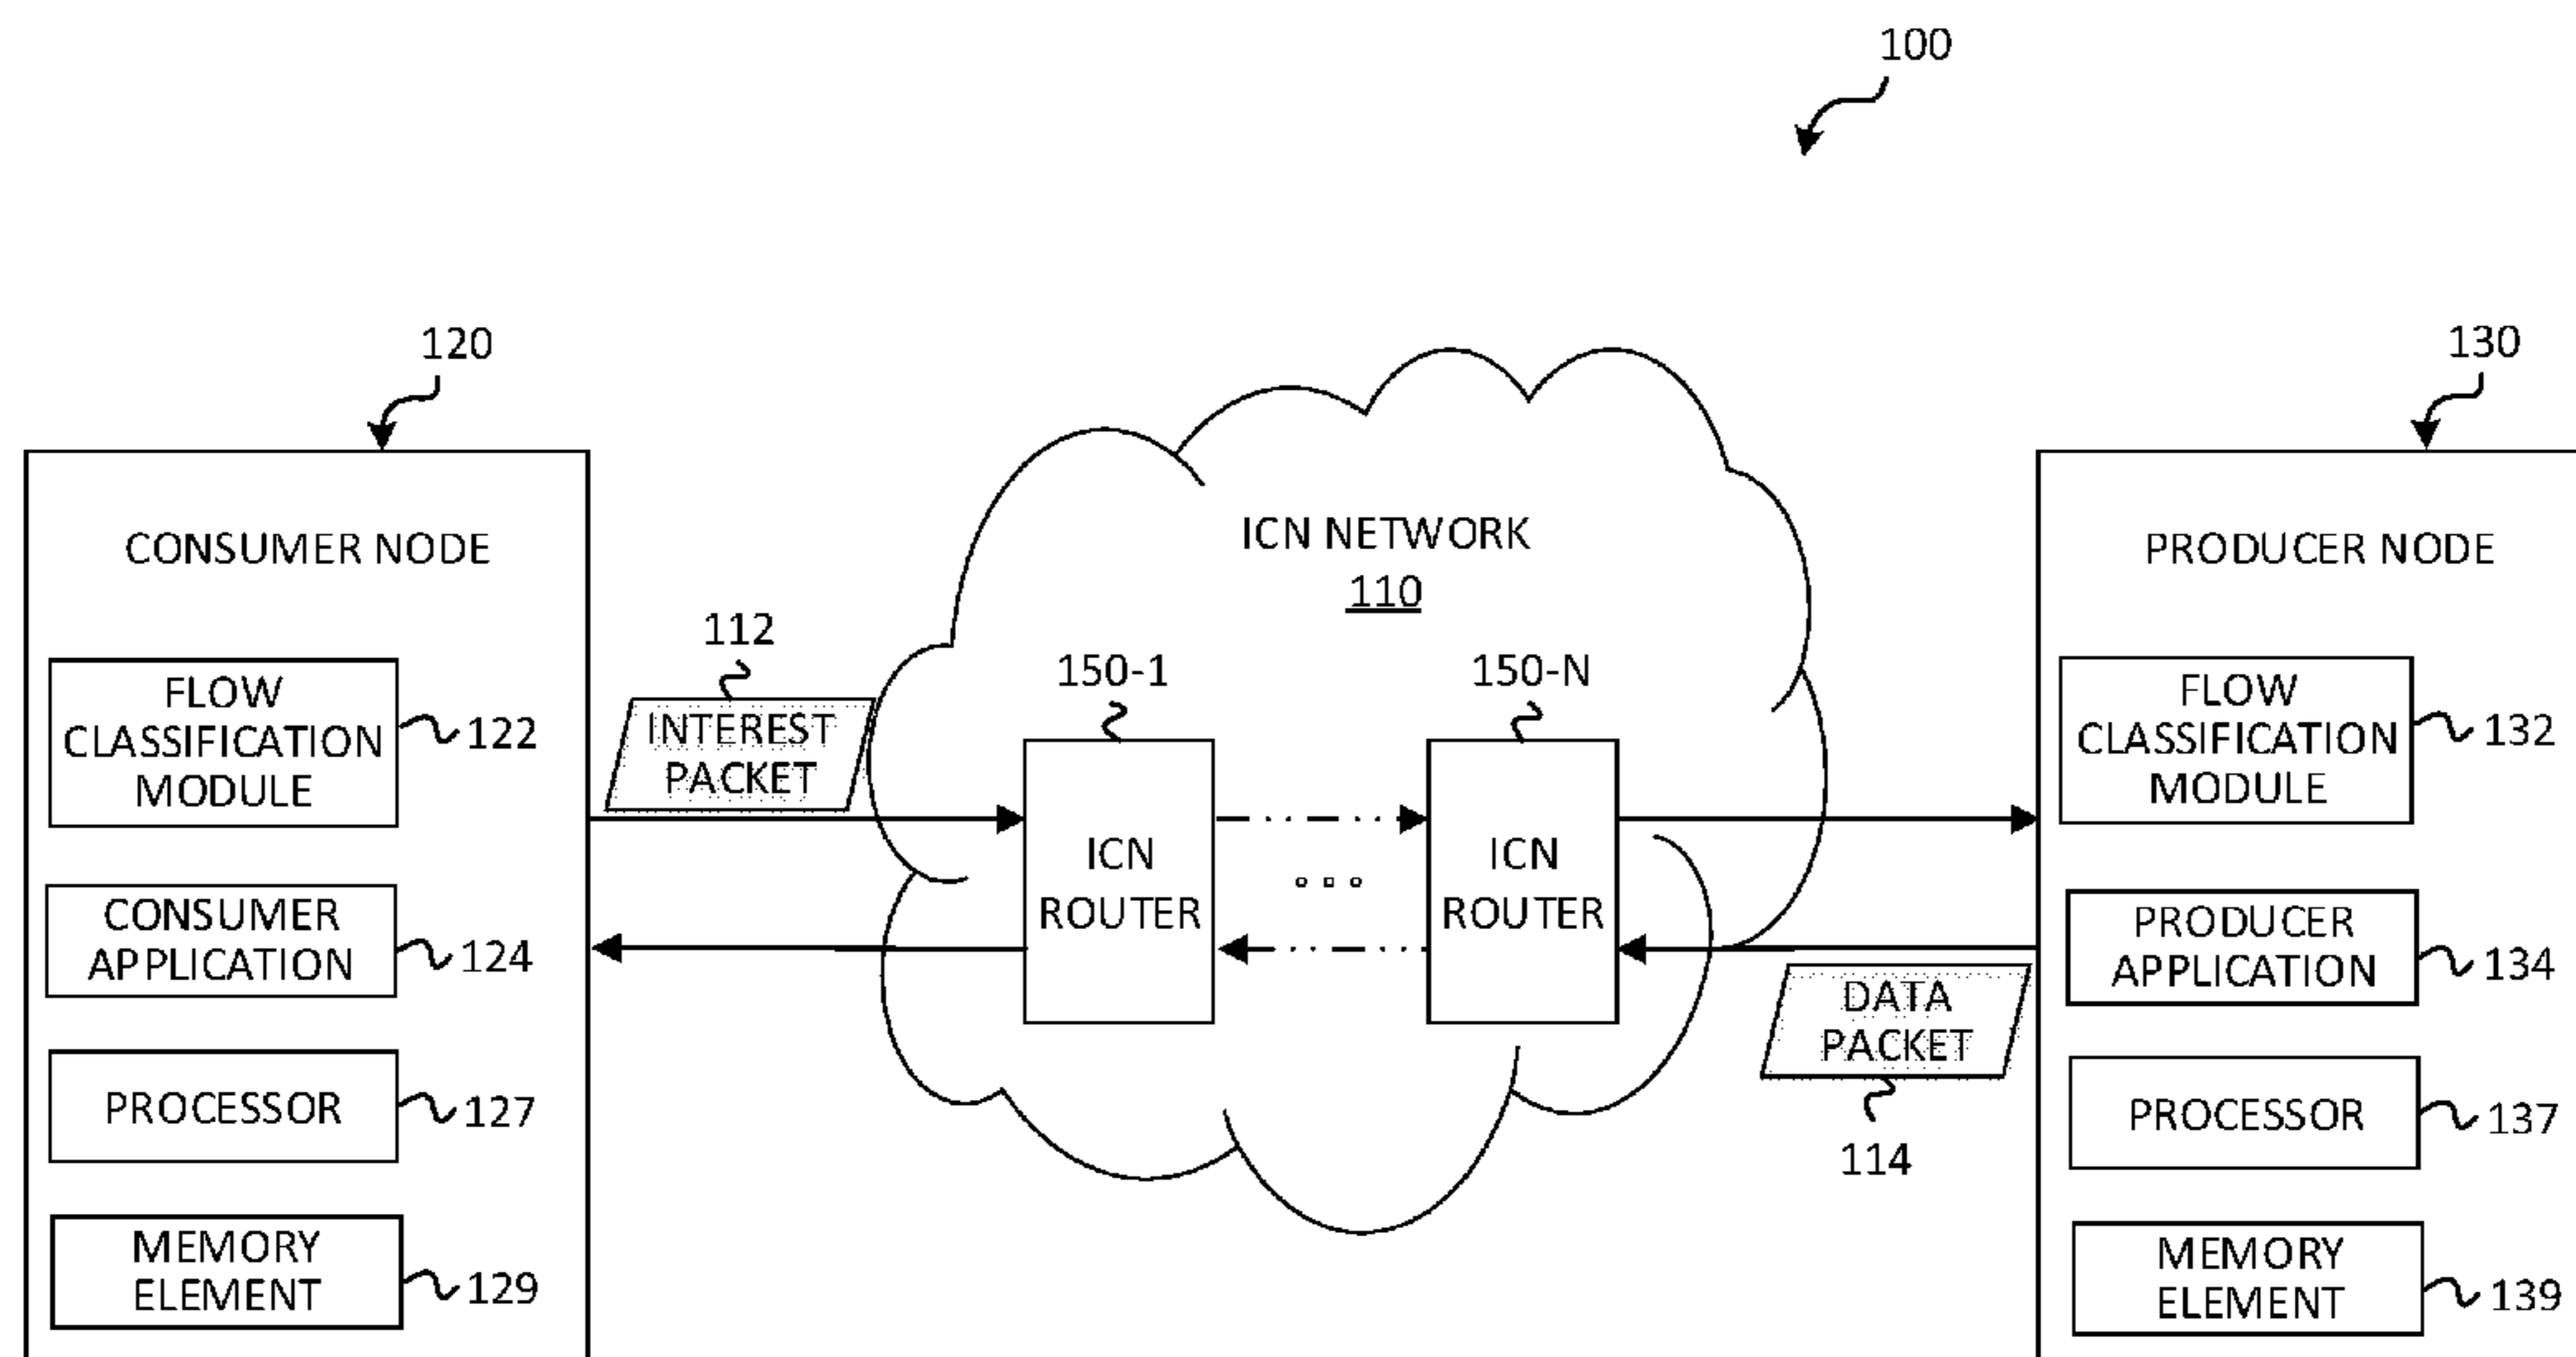 100
120
CONSUMER NODE
FLOW
CLASSIFICATION
MODULE
122
CONSUMER
APPLICATION
124
PROCESSOR
127
MEMORY
ELEMENT
129
112
INTEREST
PACKET
ICN NETWORK
110
150-1
ICN
ROUTER
150-N
ICN
ROUTER
DATA
PACKET
114
130
PRODUCER NODE
FLOW
CLASSIFICATION
MODULE
132
PRODUCER
APPLICATION
134
PROCESSOR
137
MEMORY
ELEMENT
139